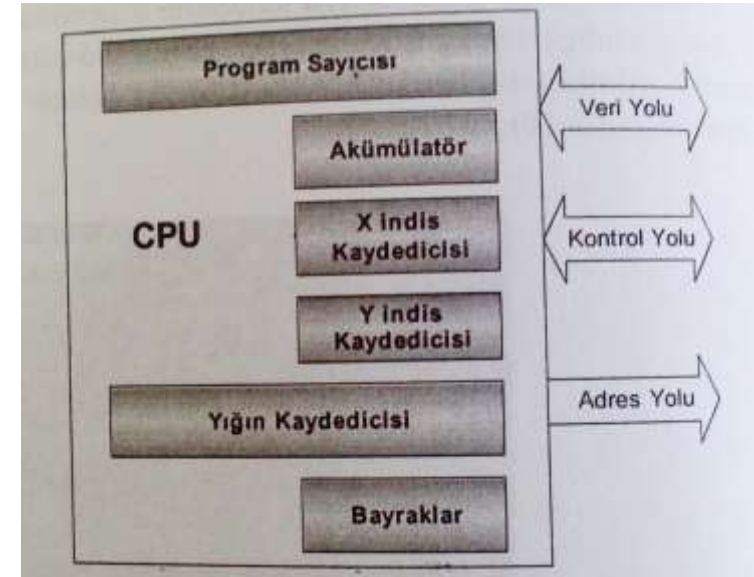 Program Sayıcısı
Veri Yolu
Akümülatör
CPU
X indis
Kaydedicisi
Kontrol Yolu
Y indis
Kaydedicisi
Adres Yolu
Yığın Kaydedicisi
Bayraklar